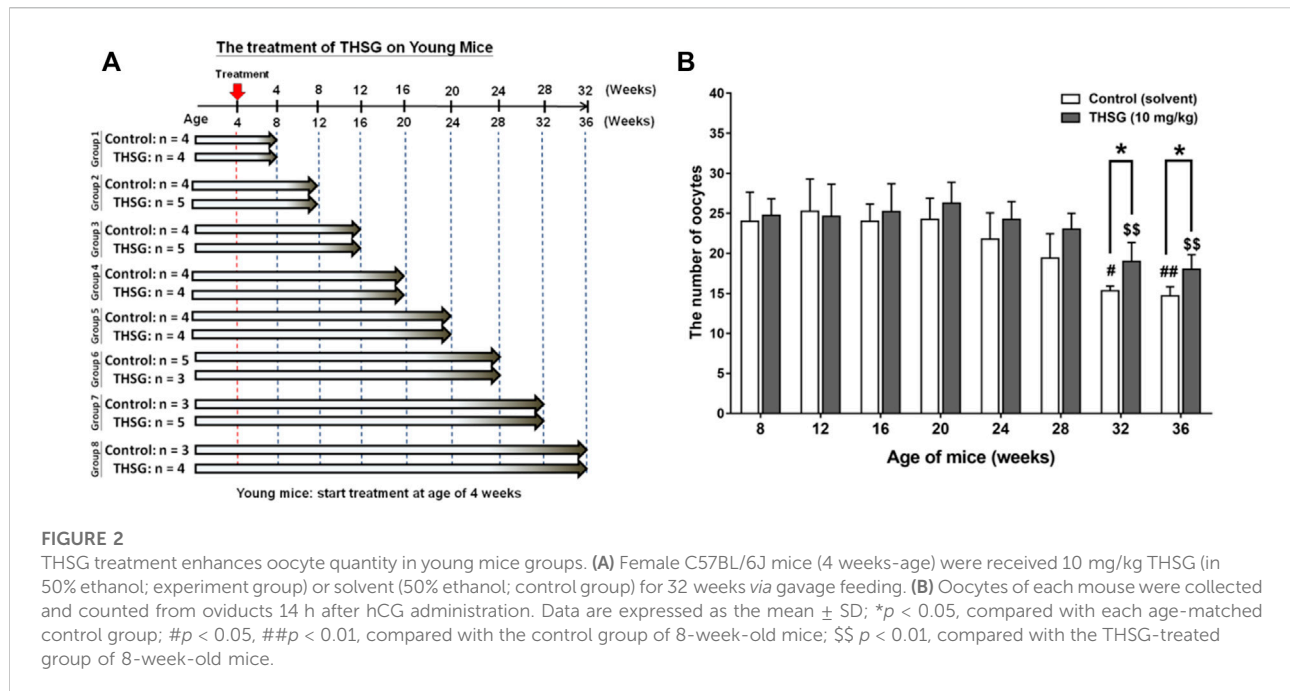 A
The treatment of THSG on Young Mice
Treatment
4 8 12 16 20 24 28 32 (Weeks)
Age 4 8 12 16 20 24 28 32 36 (Weeks)
Group 1
Control: n = 4
THSG: n = 4
Group 2
Control: n = 4
THSG: n = 5
Group 3
Control: n = 4
THSG: n = 5
Group 4
Control: n = 4
THSG: n = 4
Group 5
Control: n = 4
THSG: n = 4
Group 6
Control: n = 5
THSG: n = 3
Group 7
Control: n = 3
THSG: n = 5
Group 8
Control: n = 3
THSG: n = 4
Young mice: start treatment at age of 4 weeks
B
Control (solvent)
THSG (10 mg/kg)
The number of oocytes
40
35
30
25
20
15
10
5
0
* *
# $$ ## $$
8 12 16 20 24 28 32 36
Age of mice (weeks)
FIGURE 2
THSG treatment enhances oocyte quantity in young mice groups. (A) Female C57BL/6J mice (4 weeks-age) were received 10 mg/kg THSG (in
50% ethanol; experiment group) or solvent (50% ethanol; control group) for 32 weeks via gavage feeding. (B) Oocytes of each mouse were collected
and counted from oviducts 14 h after hCG administration. Data are expressed as the mean ± SD; *p < 0.05, compared with each age-matched
control group; #p < 0.05, ##p < 0.01, compared with the control group of 8-week-old mice; $$ p < 0.01, compared with the THSG-treated
group of 8-week-old mice.